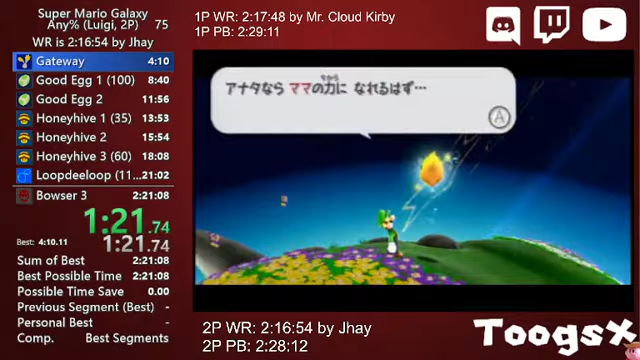 Super Mario Galaxy
Any% (Luigi, 2P) 75
WR is 2:16:54 by Jhay
Gateway 4:10
Good Egg 1 (100) 8:40
Good Egg 2 11:56
Honeyhive 1 (35) 13:53
Honeyhive 2 15:54
Honeyhive 3 (60) 18:08
Loopdeeloop (11...21:02
Bowser 3 2:21:08
1:21.74
Best: 4:10.11 1:21.74
Sum of Best 2:21:08
Best Possible Time 2:21:08
Possible Time Save 0.00
Previous Segment (Best) -
Personal Best -
Comp. Best Segments
1P WR: 2:17:48 by Mr. Cloud Kirby
1P PB: 2:29:11
ちから
アナタなら ママの力に なれるはず…
A
2P WR: 2:16:54 by Jhay
2P PB: 2:28:12
ToogsX